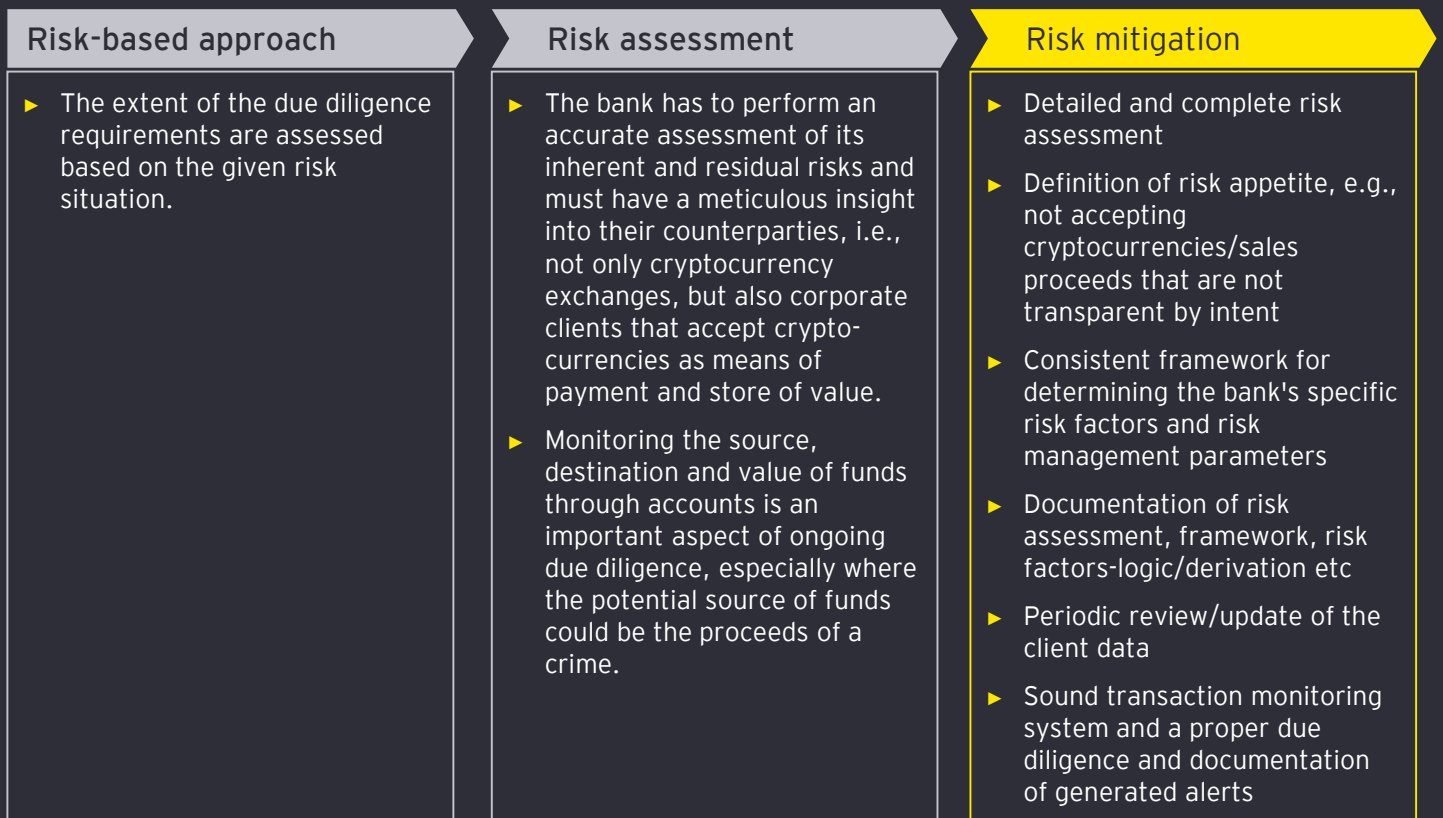 Risk-based approach
► The extent of the due diligence
requirements are assessed
based on the given risk
situation.
Risk assessment
► The bank has to perform an
accurate assessment of its
inherent and residual risks and
must have a meticulous insight
into their counterparties, i.e.,
not only cryptocurrency
exchanges, but also corporate
clients that accept crypto-
currencies as means of
payment and store of value.
► Monitoring the source,
destination and value of funds
through accounts is an
important aspect of ongoing
due diligence, especially where
the potential source of funds
could be the proceeds of a
crime.
Risk mitigation
► Detailed and complete risk
assessment
► Definition of risk appetite, e.g.,
not accepting
cryptocurrencies/sales
proceeds that are not
transparent by intent
► Consistent framework for
determining the bank's specific
risk factors and risk
management parameters
► Documentation of risk
assessment, framework, risk
factors-logic/derivation etc
► Periodic review/update of the
client data
► Sound transaction monitoring
system and a proper due
diligence and documentation
of generated alerts